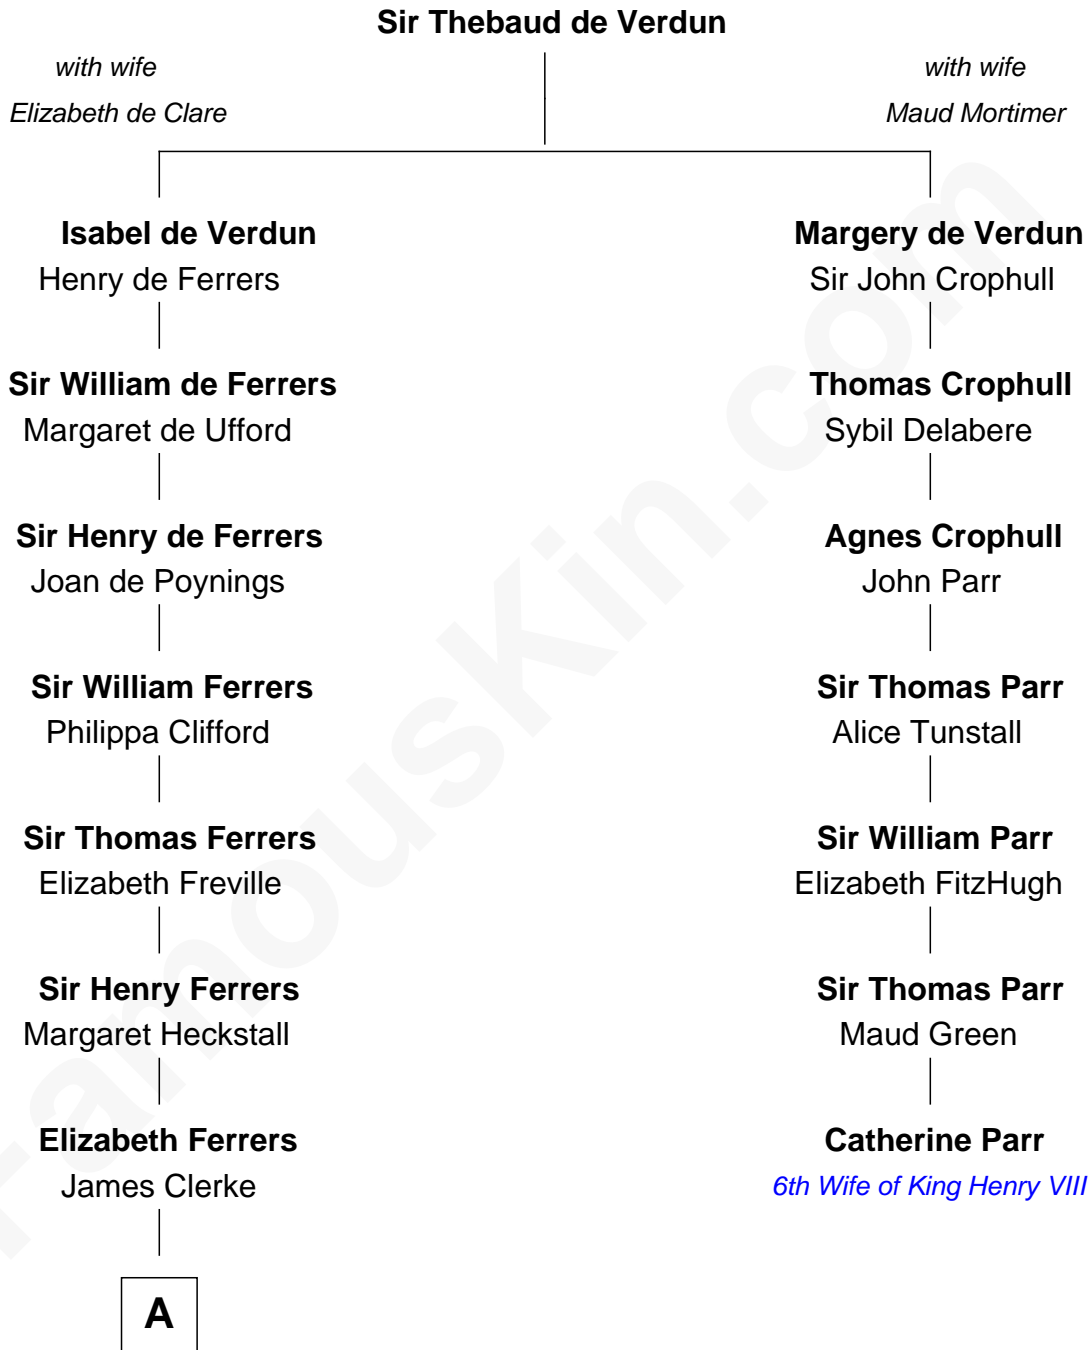 Sir Thebaud de Verdun
with wife
Elizabeth de Clare
with wife
Maud Mortimer
Isabel de Verdun
Henry de Ferrers
Margery de Verdun
Sir John Crophull
Sir William de Ferrers
Margaret de Ufford
Thomas Crophull
Sybil Delabere
Sir Henry de Ferrers
Joan de Poynings
Agnes Crophull
John Parr
Sir William Ferrers
Philippa Clifford
Sir Thomas Parr
Alice Tunstall
Sir Thomas Ferrers
Elizabeth Freville
Sir William Parr
Elizabeth FitzHugh
Sir Henry Ferrers
Margaret Heckstall
Sir Thomas Parr
Maud Green
Elizabeth Ferrers
James Clerke
Catherine Parr
6th Wife of King Henry VIII
A
FamousKin.com